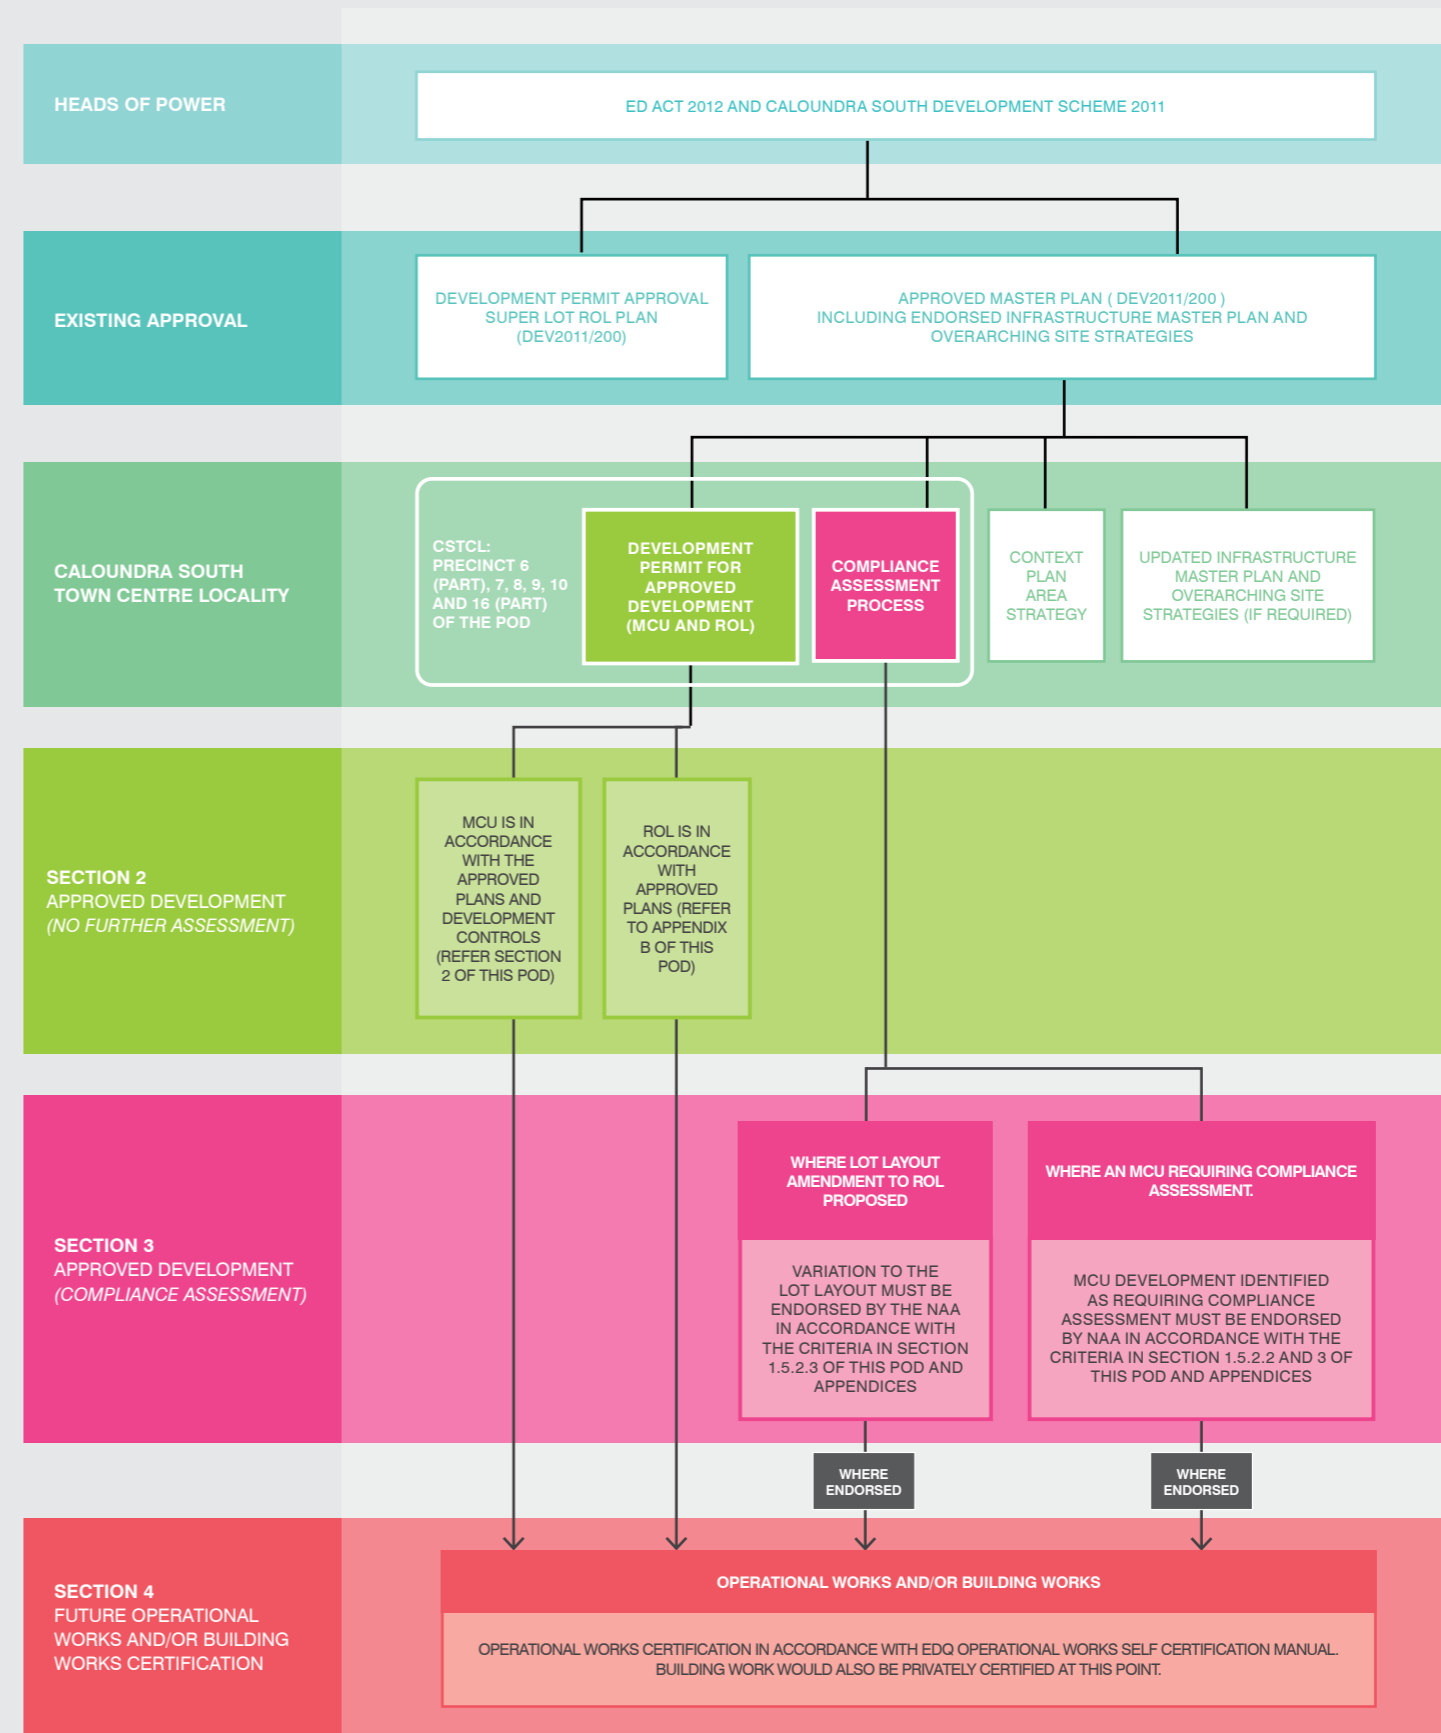 HEADS OF POWER
ED ACT 2012 AND CALOUNDRA SOUTH DEVELOPMENT SCHEME 2011
EXISTING APPROVAL
DEVELOPMENT PERMIT APPROVAL
SUPER LOT ROL PLAN
(DEV2011/200)
APPROVED MASTER PLAN ( DEV2011/200 )
INCLUDING ENDORSED INFRASTRUCTURE MASTER PLAN AND
OVERARCHING SITE STRATEGIES
CALOUNDRA SOUTH
TOWN CENTRE LOCALITY
CSTCL:
PRECINCT 6
(PART), 7, 8, 9, 10
AND 16 (PART)
OF THE POD
DEVELOPMENT
PERMIT FOR
APPROVED
DEVELOPMENT
(MCU AND ROL)
COMPLIANCE
ASSESSMENT
PROCESS
CONTEXT
PLAN
AREA
STRATEGY
UPDATED INFRASTRUCTURE
MASTER PLAN AND
OVERARCHING SITE
STRATEGIES (IF REQUIRED)
SECTION 2
APPROVED DEVELOPMENT
(NO FURTHER ASSESSMENT)
MCU IS IN
ACCORDANCE
WITH THE
APPROVED
PLANS AND
DEVELOPMENT
CONTROLS
(REFER SECTION
2 OF THIS POD)
ROL IS IN
ACCORDANCE
WITH
APPROVED
PLANS (REFER
TO APPENDIX
B OF THIS
POD)
SECTION 3
APPROVED DEVELOPMENT
(COMPLIANCE ASSESSMENT)
WHERE LOT LAYOUT
AMENDMENT TO ROL
PROPOSED
VARIATION TO THE
LOT LAYOUT MUST BE
ENDORSED BY THE NAA
IN ACCORDANCE WITH
THE CRITERIA IN SECTION
1.5.2.3 OF THIS POD AND
APPENDICES
WHERE AN MCU REQUIRING COMPLIANCE
ASSESSMENT.
MCU DEVELOPMENT IDENTIFIED
AS REQUIRING COMPLIANCE
ASSESSMENT MUST BE ENDORSED
BY NAA IN ACCORDANCE WITH THE
CRITERIA IN SECTION 1.5.2.2 AND 3 OF
THIS POD AND APPENDICES
WHERE
ENDORSED
WHERE
ENDORSED
SECTION 4
FUTURE OPERATIONAL
WORKS AND/OR BUILDING
WORKS CERTIFICATION
OPERATIONAL WORKS AND/OR BUILDING WORKS
OPERATIONAL WORKS CERTIFICATION IN ACCORDANCE WITH EDQ OPERATIONAL WORKS SELF CERTIFICATION MANUAL.
BUILDING WORK WOULD ALSO BE PRIVATELY CERTIFIED AT THIS POINT.